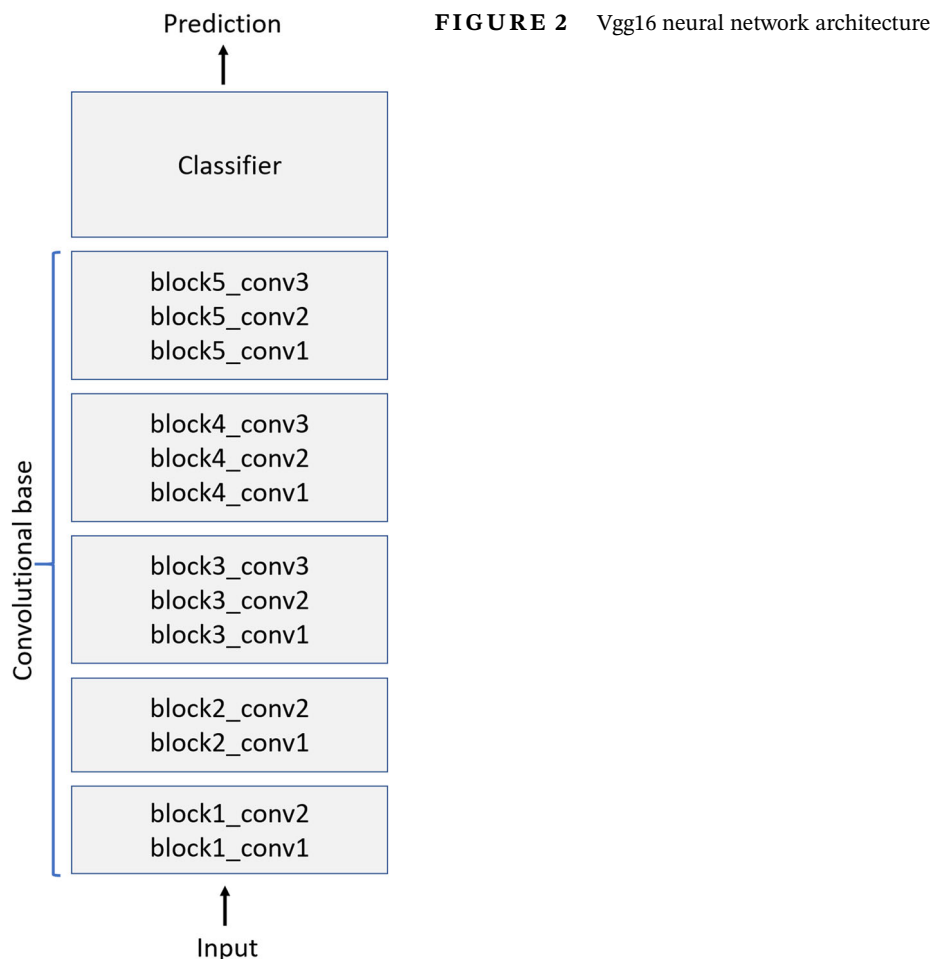 Prediction
FIGURE 2 Vgg16 neural network architecture
Classifier
block5_conv3
block5_conv2
block5_conv1
block4_conv3
block4_conv2
block4_conv1
Convolutional base
block3_conv3
block3_conv2
block3_conv1
block2_conv2
block2_conv1
block1_conv2
block1_conv1
Input